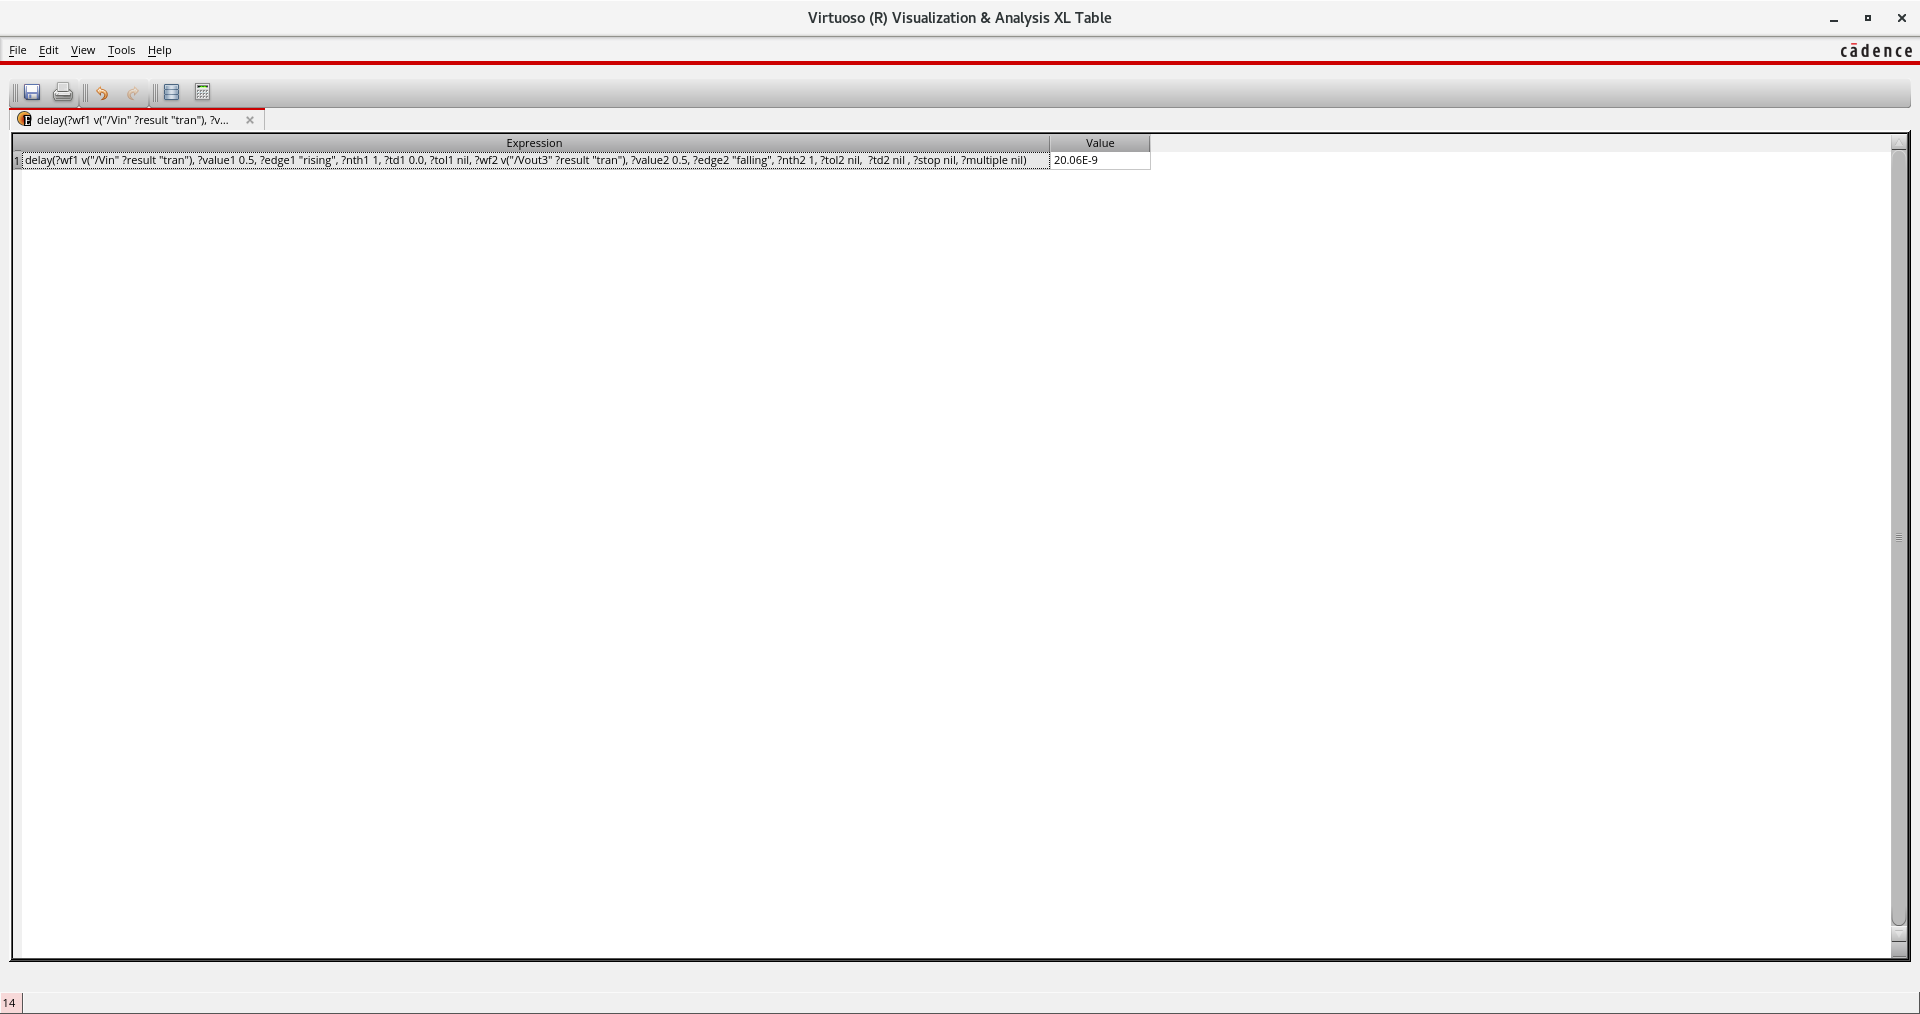 Virtuoso (R) Visualization & Analysis XL Table
File Edit View Tools Help
cādence
delay(?wf1 v("/Vin" ?result "tran"), ?v...
Expression Value
1 delay(?wf1 v("/Vin" ?result "tran"), ?value1 0.5, ?edge1 "rising", ?nth1 1, ?td1 0.0, ?tol1 nil, ?wf2 v("/Vout3" ?result "tran"), ?value2 0.5, ?edge2 "falling", ?nth2 1, ?tol2 nil,  ?td2 nil , ?stop nil, ?multiple nil) 20.06E-9
14